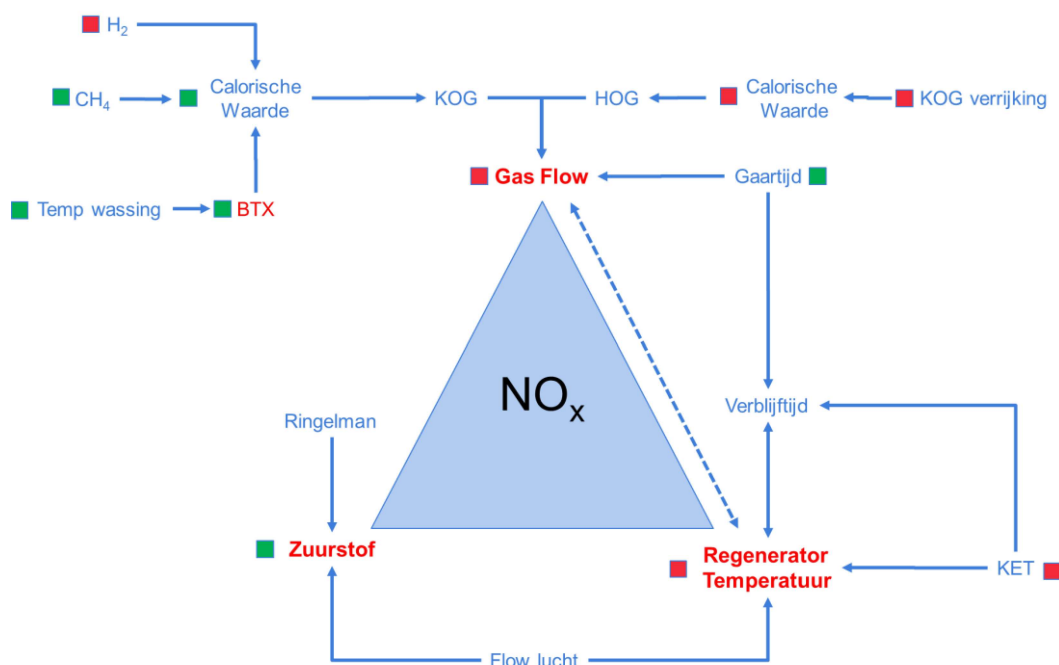 H₂
CH₄
Calorische
Waarde
KOG
HOG
Calorische
Waarde
KOG verrijking
Gas Flow
Gaartijd
Temp wassing
BTX
NOₓ
Verblijftijd
Ringelman
Zuurstof
Regenerator
Temperatuur
KET
Flow lucht